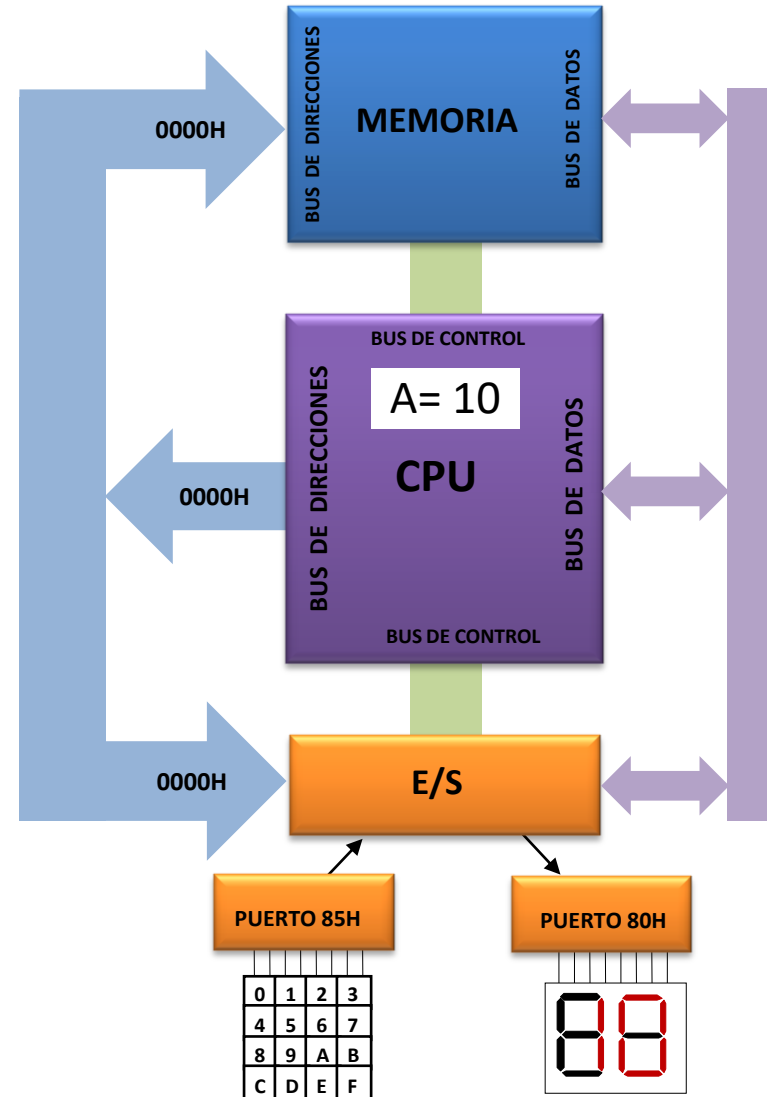 0000H
BUS DE DIRECCIONES
MEMORIA
BUS DE DATOS
BUS DE CONTROL
A= 10
BUS DE DIRECCIONES
CPU
BUS DE DATOS
0000H
BUS DE CONTROL
0000H
E/S
PUERTO 85H
PUERTO 80H
0 1 2 3
4 5 6 7
8 9 A B
C D E F
10